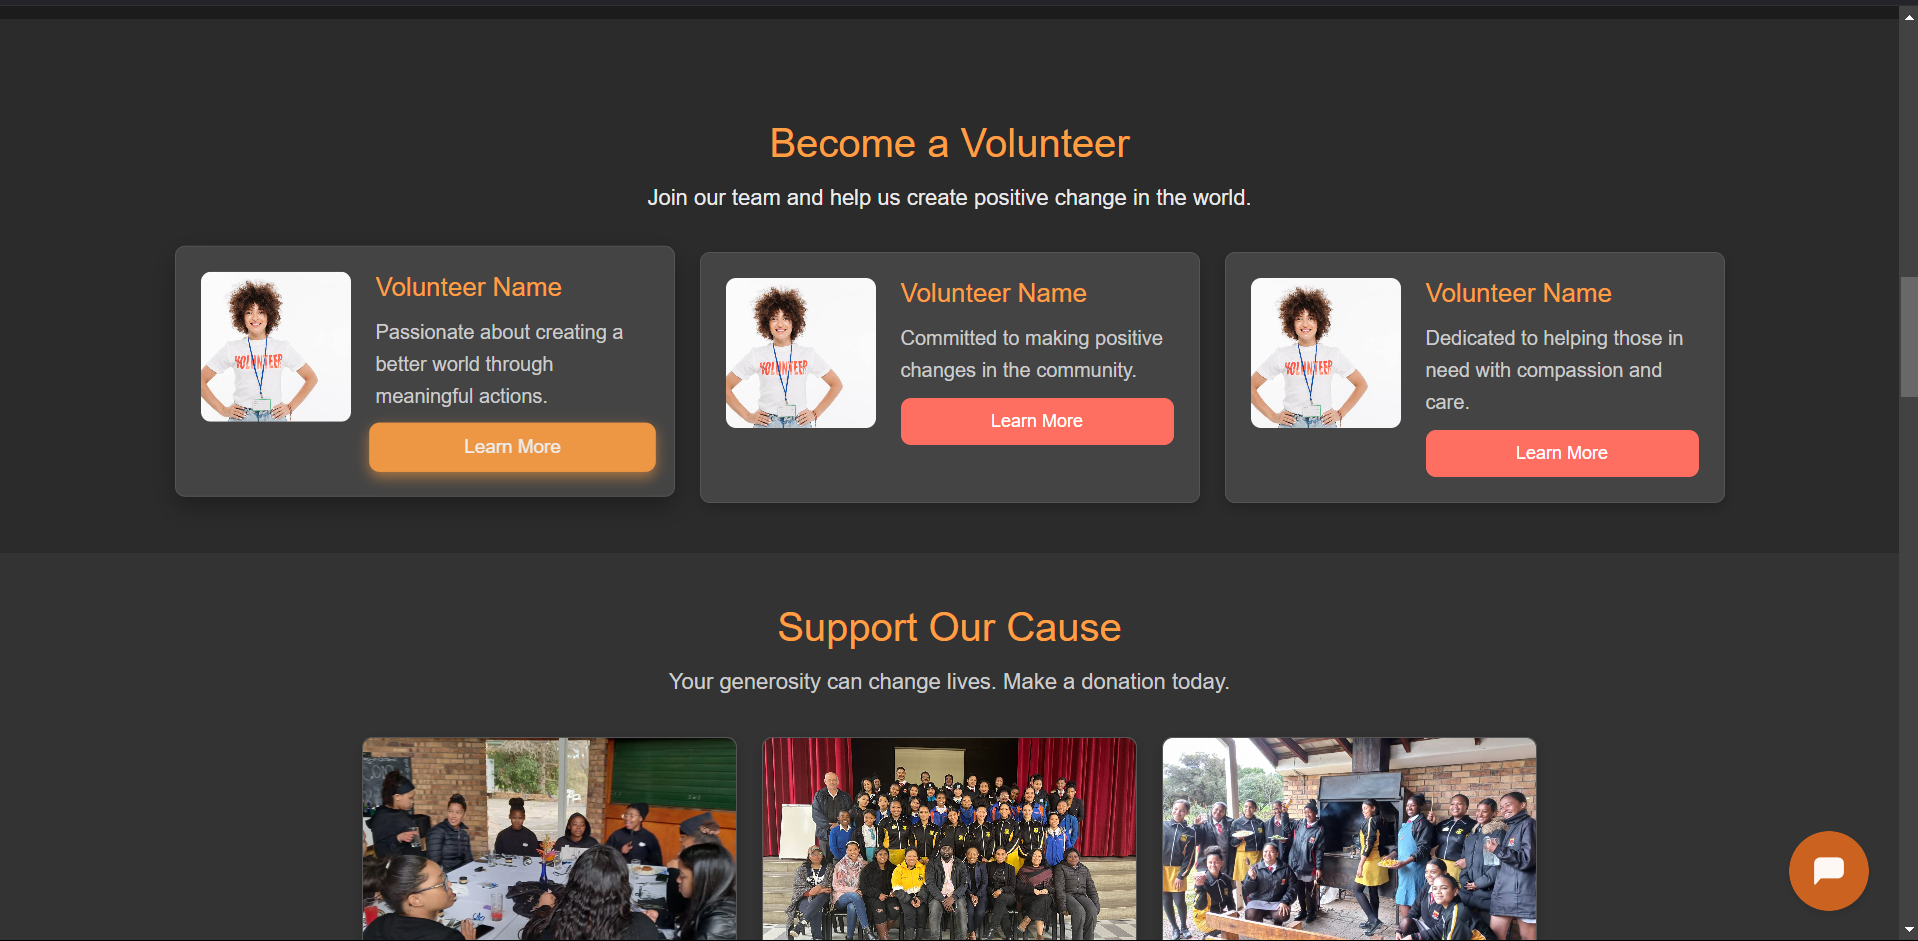 Become a Volunteer
Join our team and help us create positive change in the world.
VOLUNTEER
Volunteer Name
Passionate about creating a
better world through
meaningful actions.
Learn More
VOLUNTEER
Volunteer Name
Committed to making positive
changes in the community.
Learn More
VOLUNTEER
Volunteer Name
Dedicated to helping those in
need with compassion and
care.
Learn More
Support Our Cause
Your generosity can change lives. Make a donation today.